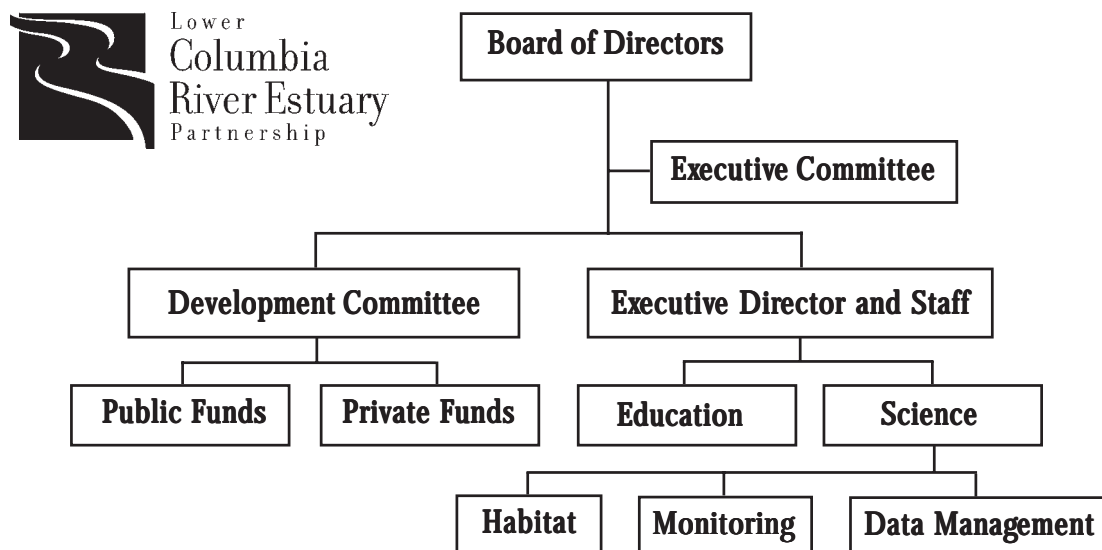 Lower
Columbia
River Estuary
Partnership
Board of Directors
Executive Committee
Development Committee
Executive Director and Staff
Public Funds
Private Funds
Education
Science
Habitat
Monitoring
Data Management